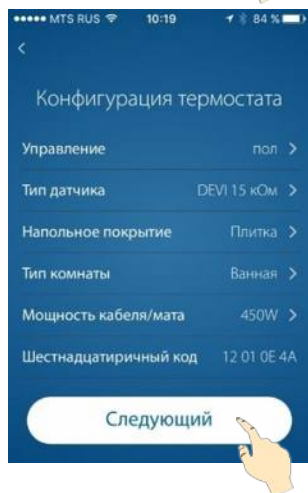 MTS RUS 10:19 84 %
Конфигурация термостата
Управление пол
Тип датчика DEVI 15 кОм
Напольное покрытие Плитка
Тип комнаты Ванная
Мощность кабеля/мата 450W
Шестнадцатиричный код 12 01 0E 4A
Следующий